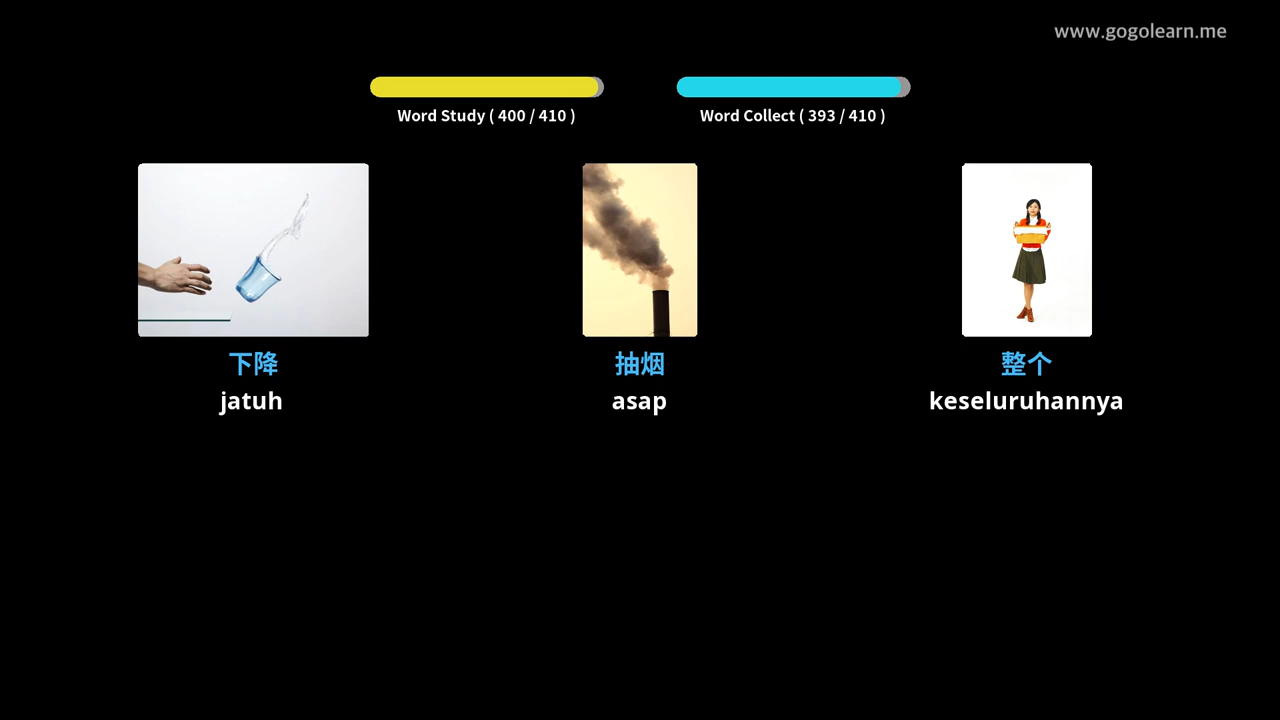 www.gogolearn.me
Word Study ( 400 / 410 )
Word Collect ( 393 / 410 )
下降
jatuh
抽烟
asap
整个
keseluruhannya